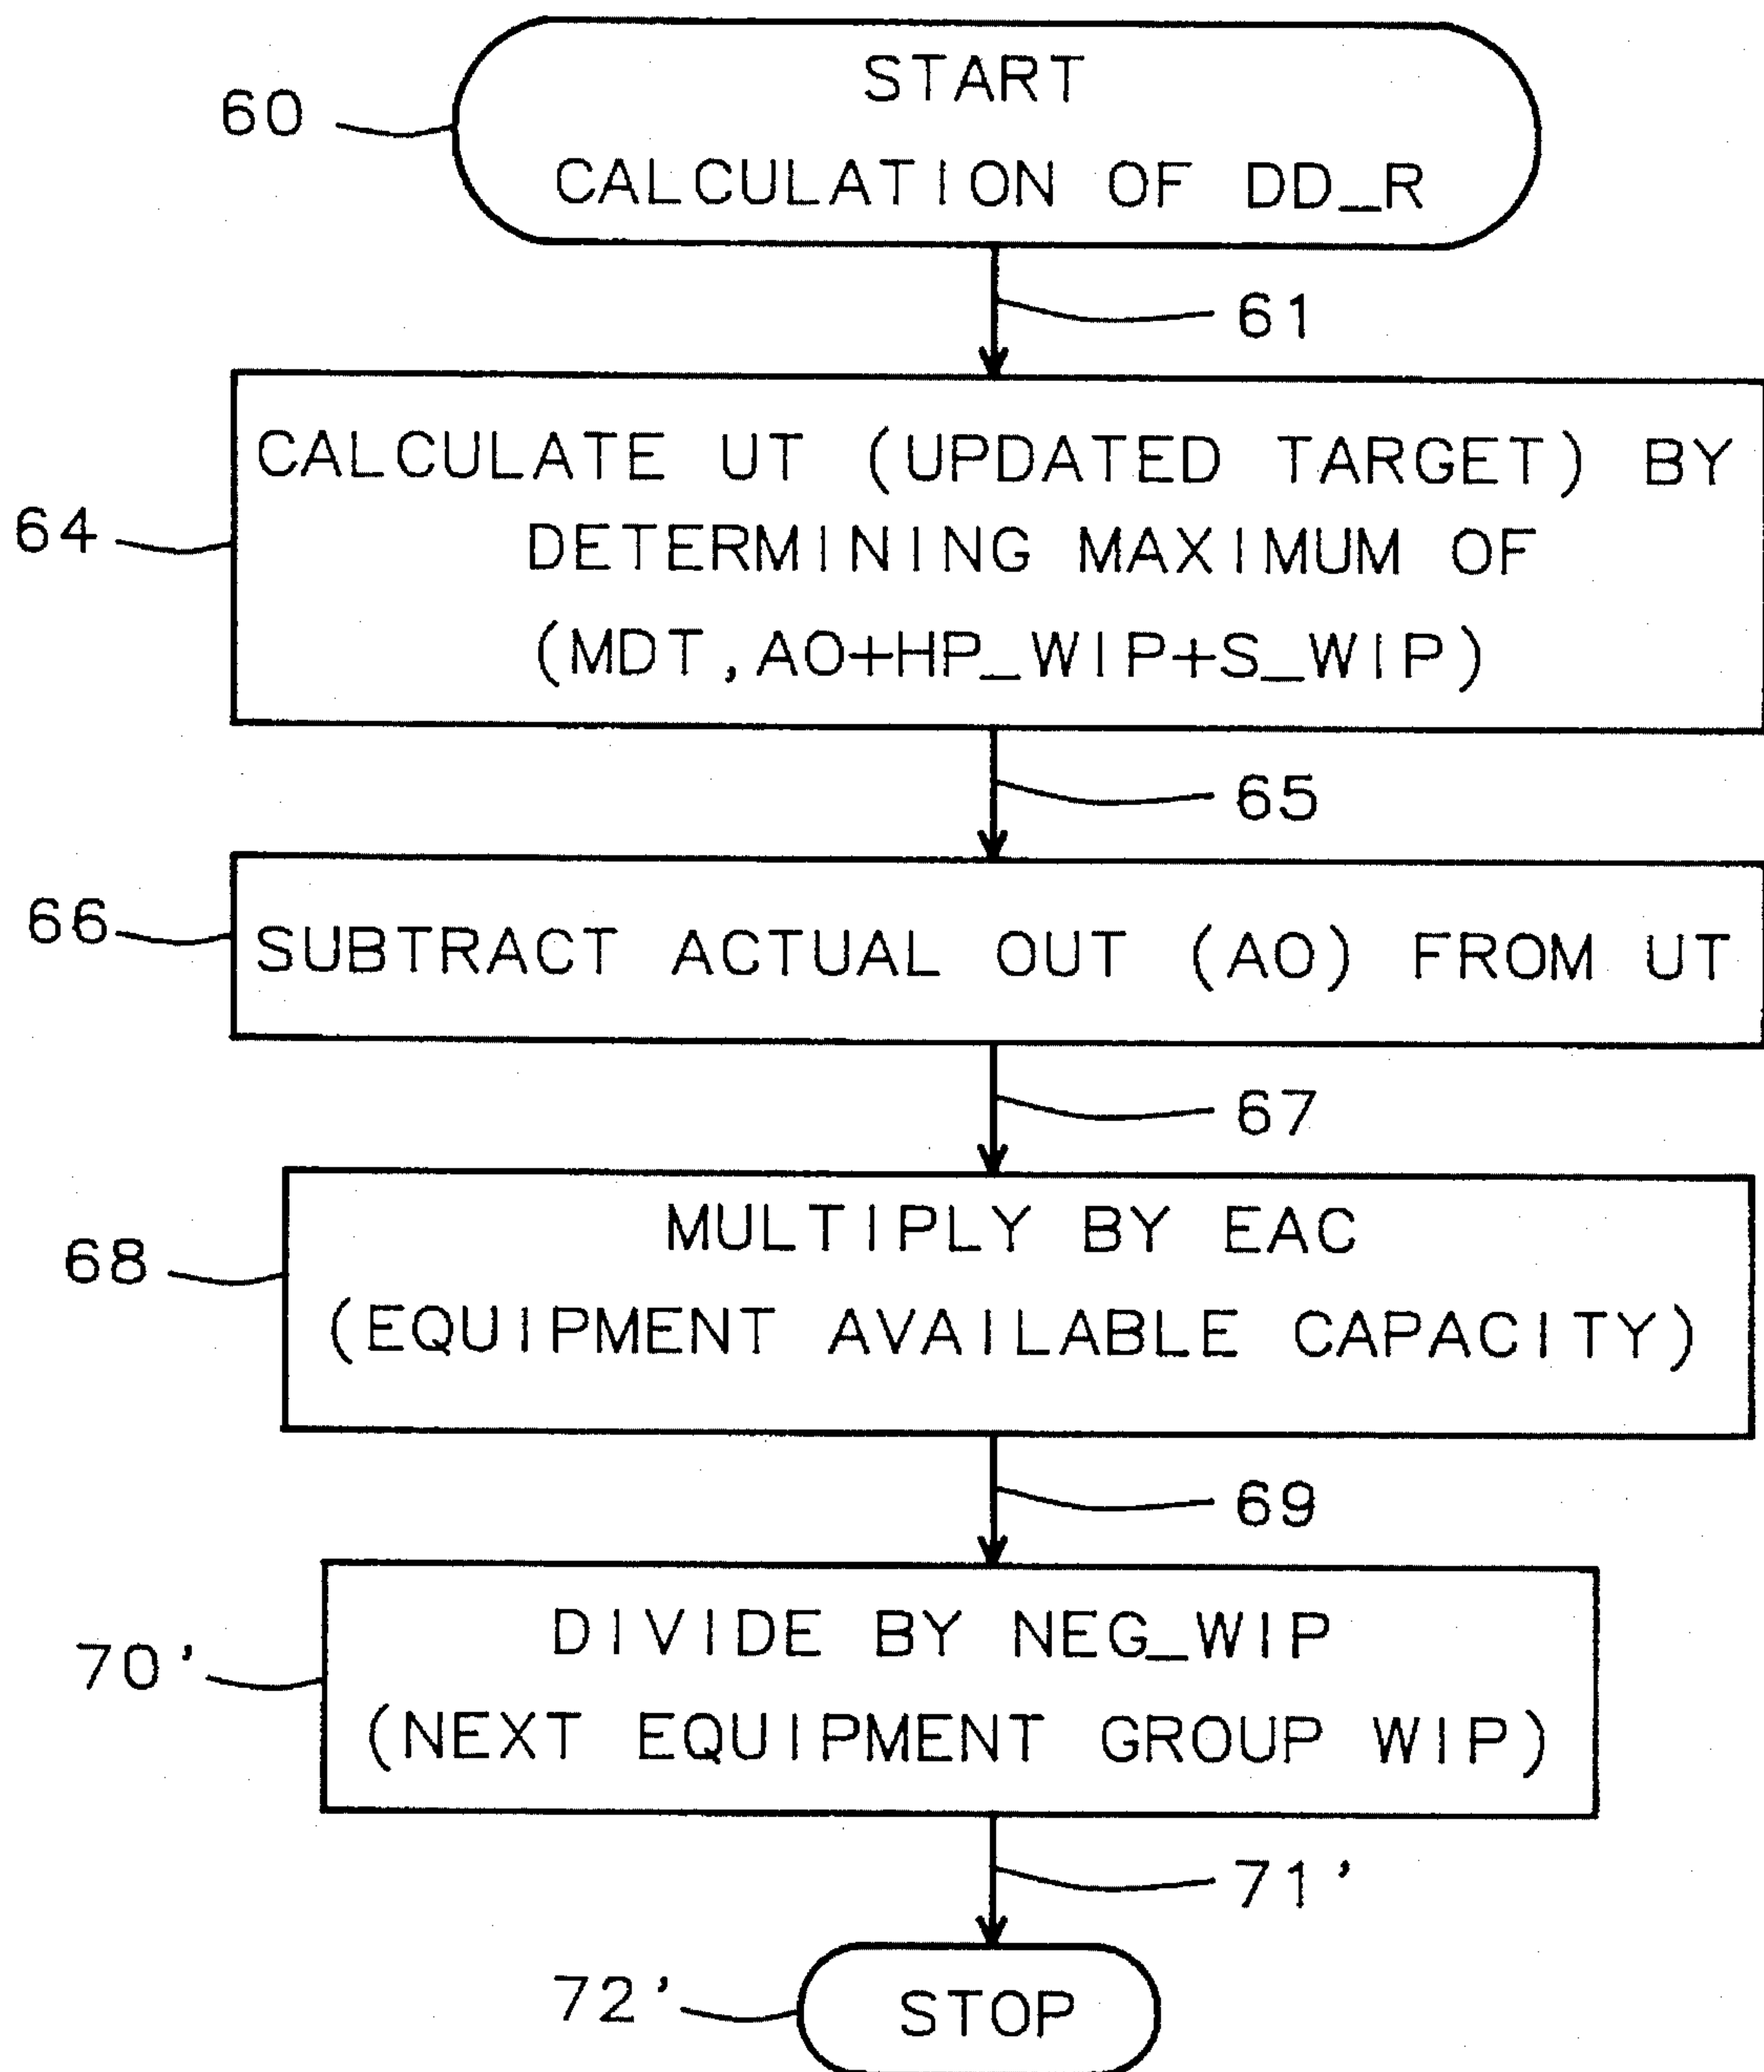 START
60
CALCULATION OF DD_R
61
CALCULATE UT (UPDATED TARGET) BY
64
DETERMINING MAXIMUM OF
(MDT,AO+HP_WIP+S_WIP)
65
66
SUBTRACT ACTUAL OUT (AO) FROM UT
67
MULTIPLY BY EAC
68
(EQUIPMENT AVAILABLE CAPACITY)
69
DIVIDE BY NEG_WIP
70'
(NEXT EQUIPMENT GROUP WIP)
71'
72'
STOP